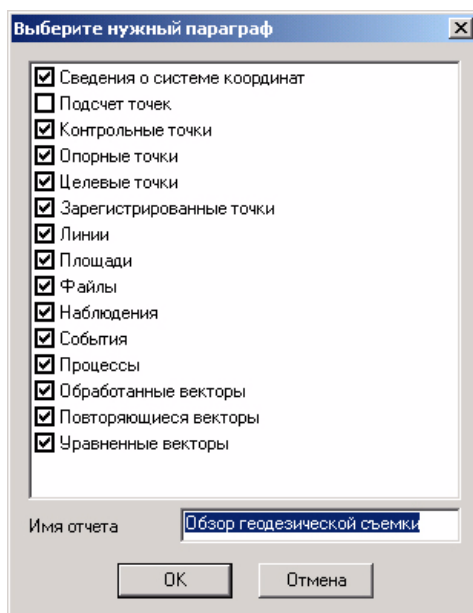 Выберите нужный параграф
Сведения о системе координат
Подсчет точек
Контрольные точки
Опорные точки
Целевые точки
Зарегистрированные точки
Линии
Площади
Файлы
Наблюдения
События
Процессы
Обработанные векторы
Повторяющиеся векторы
Уравненные векторы
Имя отчета Обзор геодезической съемки
OK Отмена